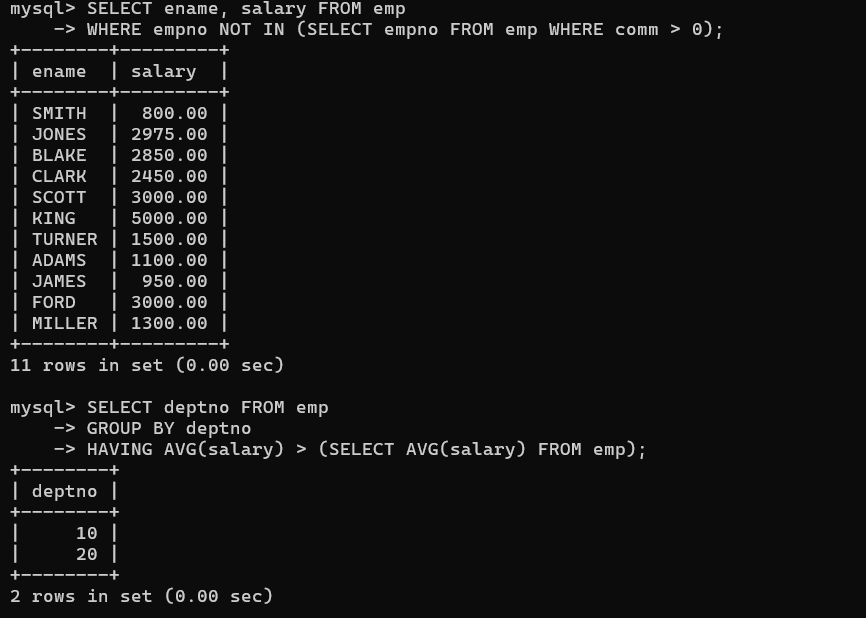 mysql> SELECT ename, salary FROM emp
    -> WHERE empno NOT IN (SELECT empno FROM emp WHERE comm > 0);
+--------+---------+
| ename  | salary  |
+--------+---------+
| SMITH  |  800.00 |
| JONES  | 2975.00 |
| BLAKE  | 2850.00 |
| CLARK  | 2450.00 |
| SCOTT  | 3000.00 |
| KING   | 5000.00 |
| TURNER | 1500.00 |
| ADAMS  | 1100.00 |
| JAMES  |  950.00 |
| FORD   | 3000.00 |
| MILLER | 1300.00 |
+--------+---------+
11 rows in set (0.00 sec)

mysql> SELECT deptno FROM emp
    -> GROUP BY deptno
    -> HAVING AVG(salary) > (SELECT AVG(salary) FROM emp);
+--------+
| deptno |
+--------+
|     10 |
|     20 |
+--------+
2 rows in set (0.00 sec)